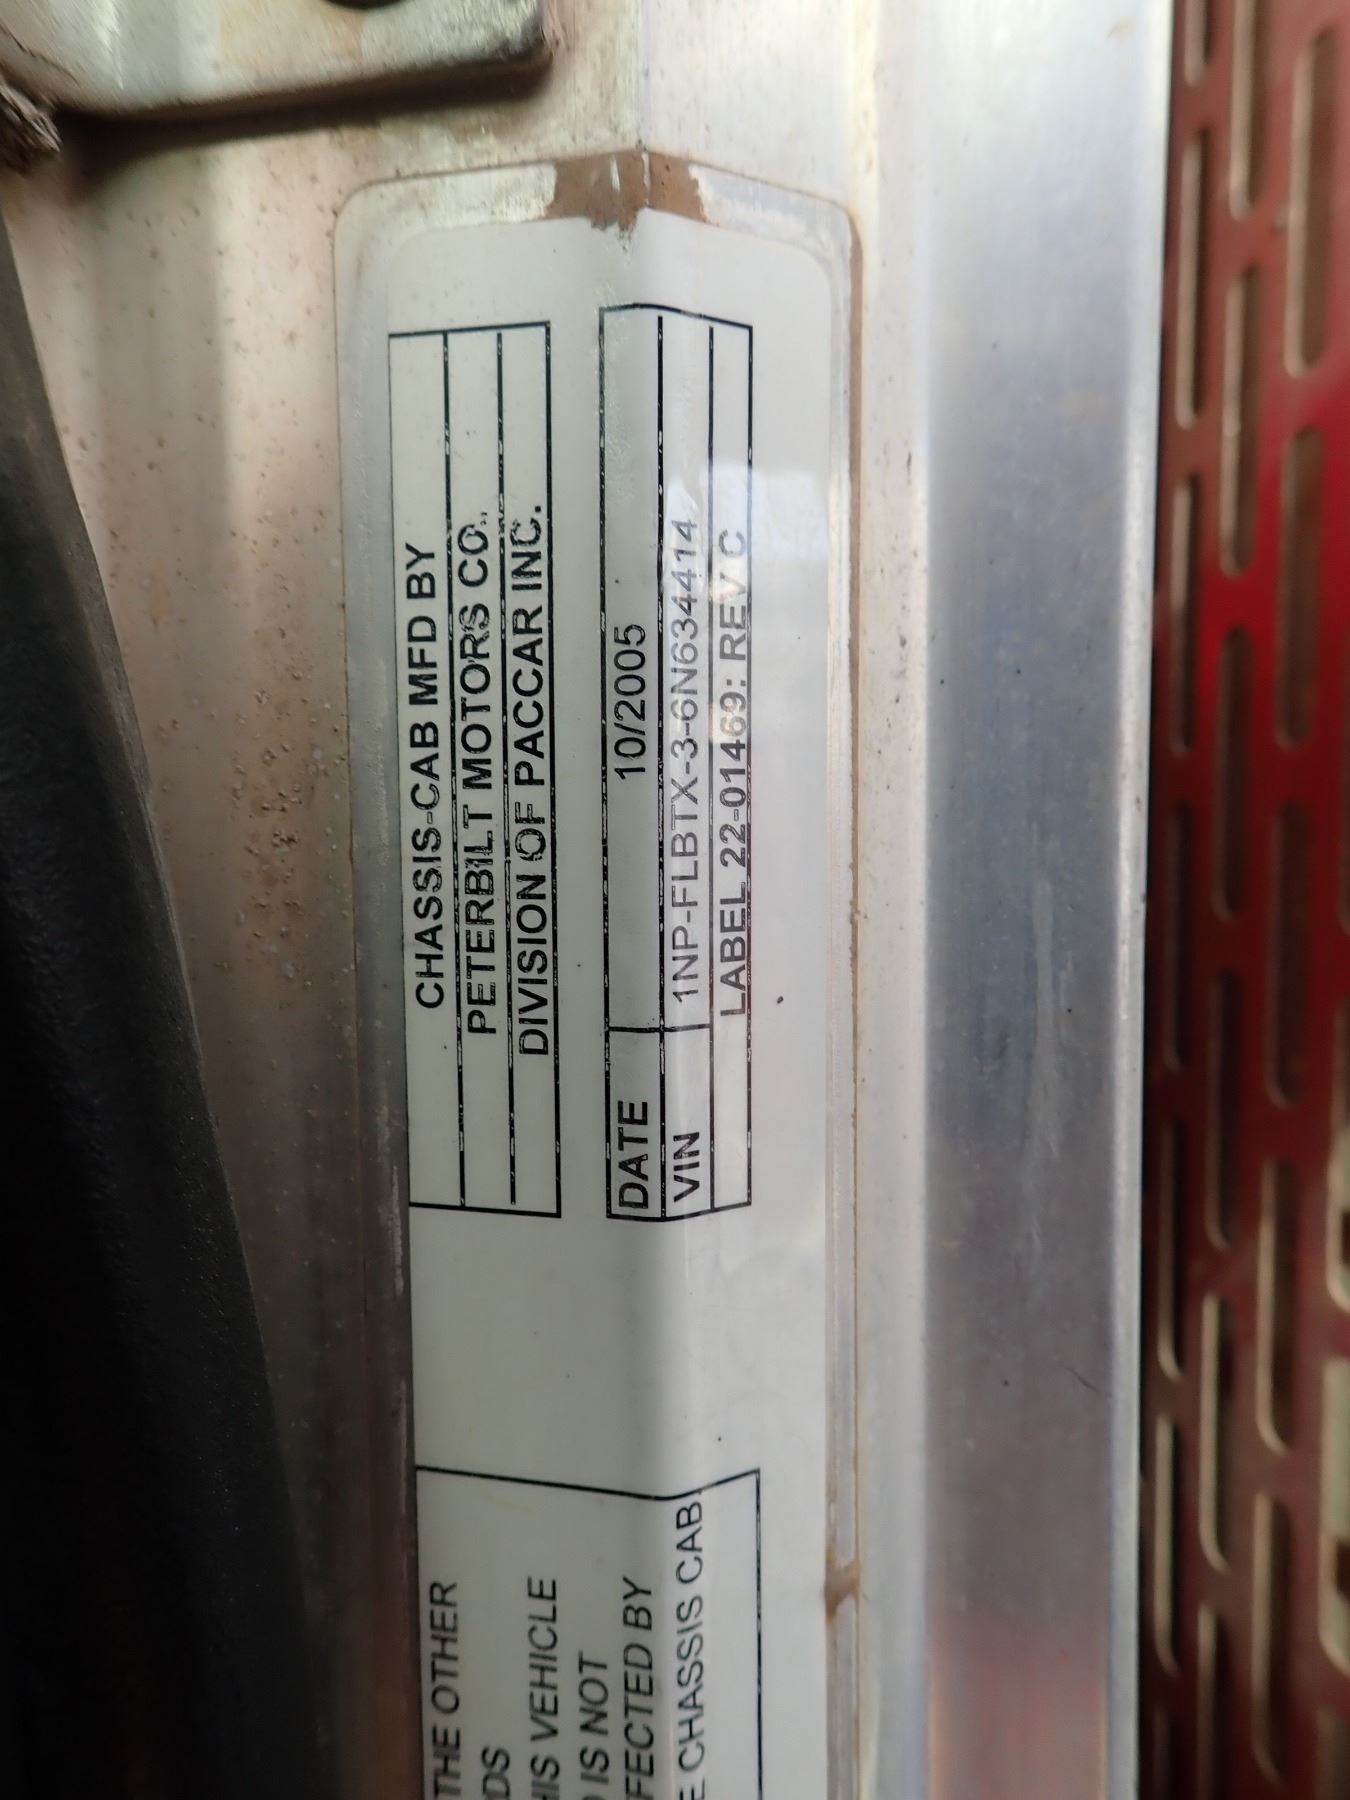 CHASSIS-CAB MFD BY
PETERBILT MOTORS CO.,
DIVISION OF PACCAR INC.
DATE 10/2005
VIN 1NP-FLBTX-3-6N634414
LABEL 22-01469: REV C
THE OTHER
DS
HIS VEHICLE
IS NOT
FFECTED BY
E CHASSIS CAB.